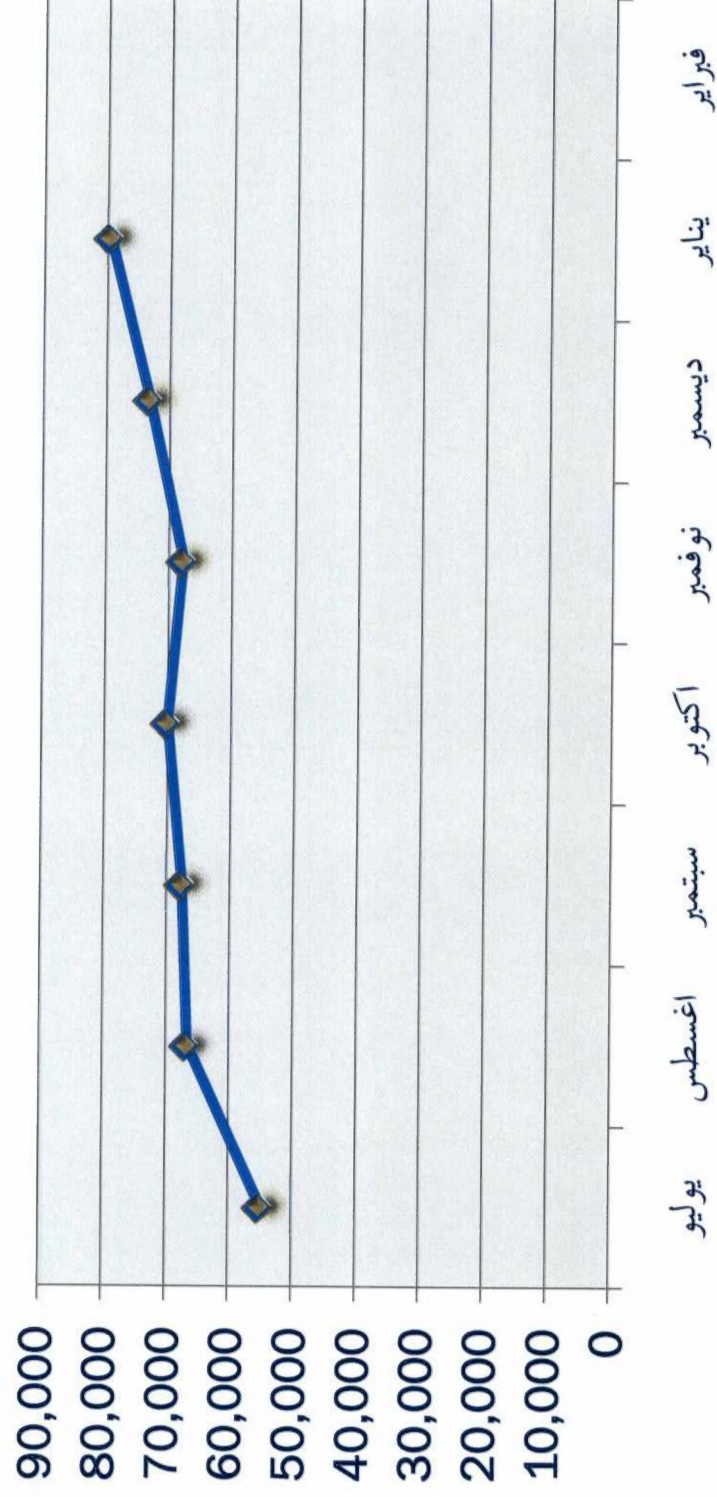 90,000
80,000
70,000
60,000
50,000
40,000
30,000
20,000
10,000
0
يوليو
اغسطس
سبتمبر
اكتوبر
نوفمبر
ديسمبر
يناير
فبراير